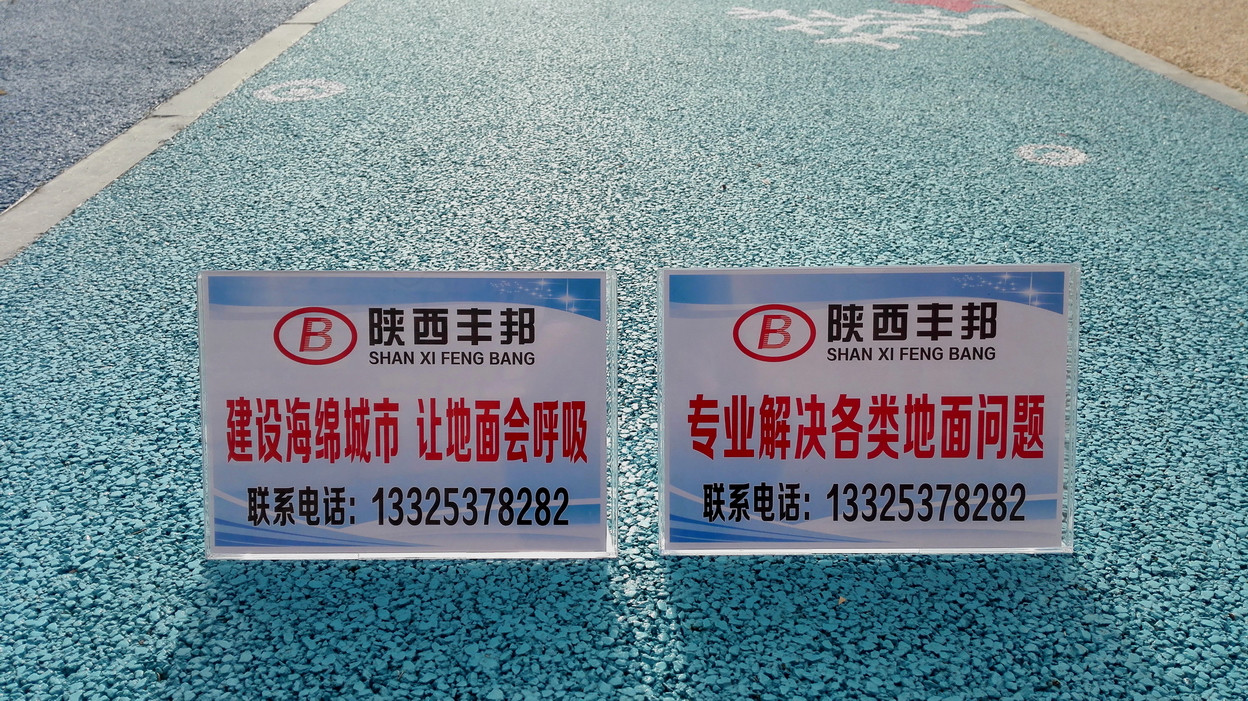 B
陕西丰邦
SHAN XI FENG BANG
建设海绵城市 让地面会呼吸
联系电话：13325378282
B
陕西丰邦
SHAN XI FENG BANG
专业解决各类地面问题
联系电话：13325378282